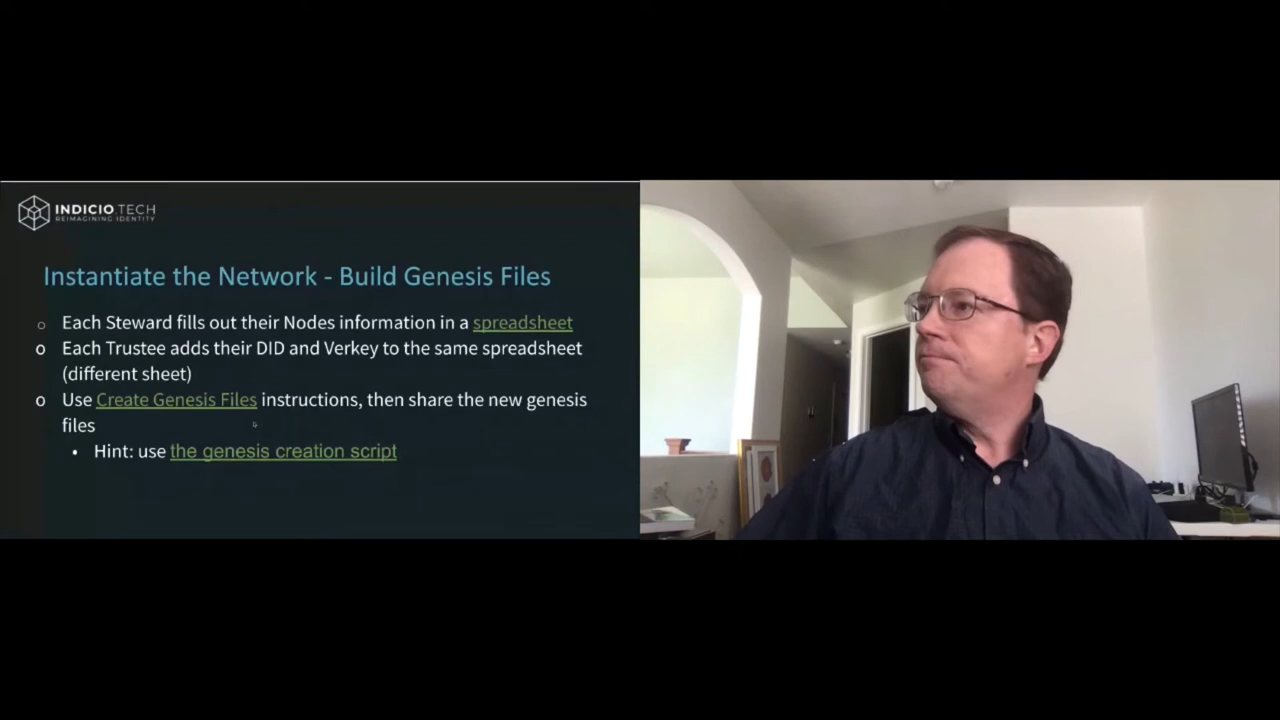 INDICIO TECH
REIMAGINING IDENTITY
Instantiate the Network - Build Genesis Files
Each Steward fills out their Nodes information in a spreadsheet
Each Trustee adds their DID and Verkey to the same spreadsheet
(different sheet)
Use Create Genesis Files instructions, then share the new genesis
files
Hint: use the genesis creation script